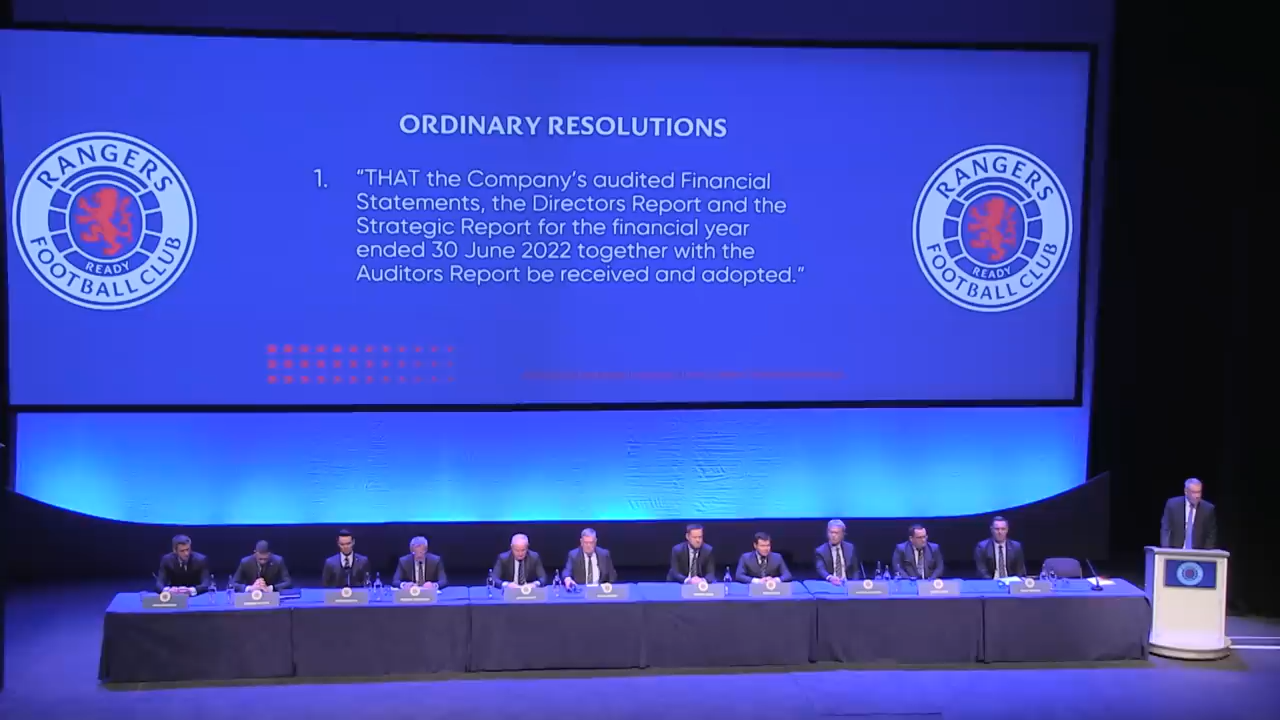 ORDINARY RESOLUTIONS
1. “THAT the Company’s audited Financial
Statements, the Directors Report and the
Strategic Report for the financial year
ended 30 June 2022 together with the
Auditors Report be received and adopted.”
RANGERS
READY
FOOTBALL CLUB
RANGERS
READY
FOOTBALL CLUB